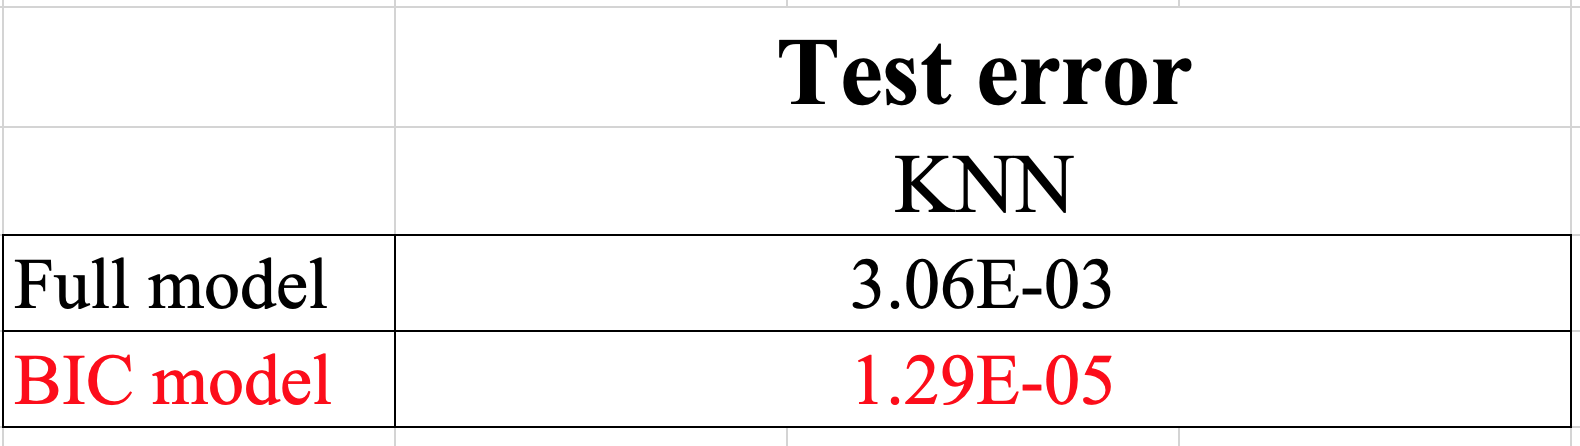 Test error
KNN
Full model 3.06E-03
BIC model 1.29E-05